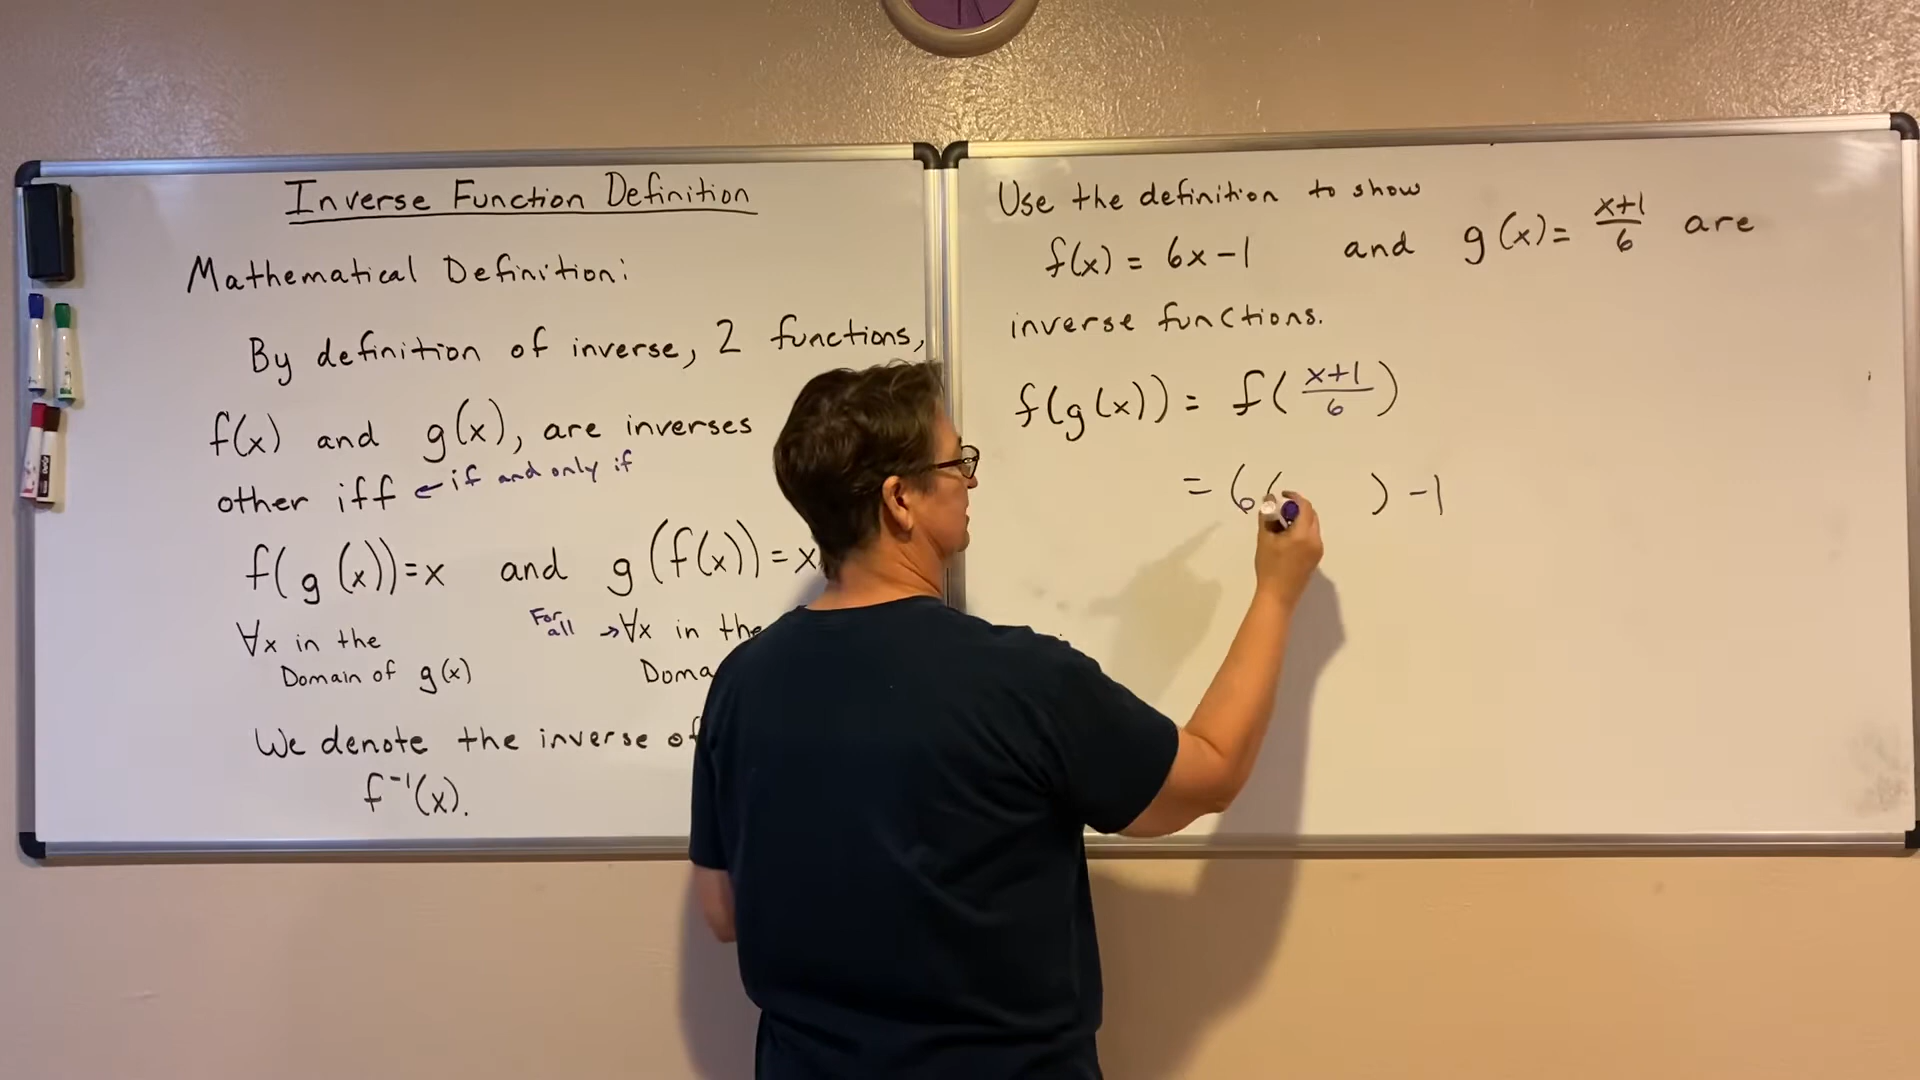 Inverse Function Definition
Mathematical Definition:
By definition of inverse, 2 functions,
f(x) and g(x), are inverses
other iff ← if and only if
f(g(x))=x and g(f(x))=x
∀x in the
Domain of g(x)
For all → ∀x in the
We denote the inverse of
f⁻¹(x).
Use the definition to show
f(x) = 6x-1 and g(x)= (x+1)/6 are
inverse functions.
f(g(x)) = f( (x+1)/6 )
= 6( ) -1